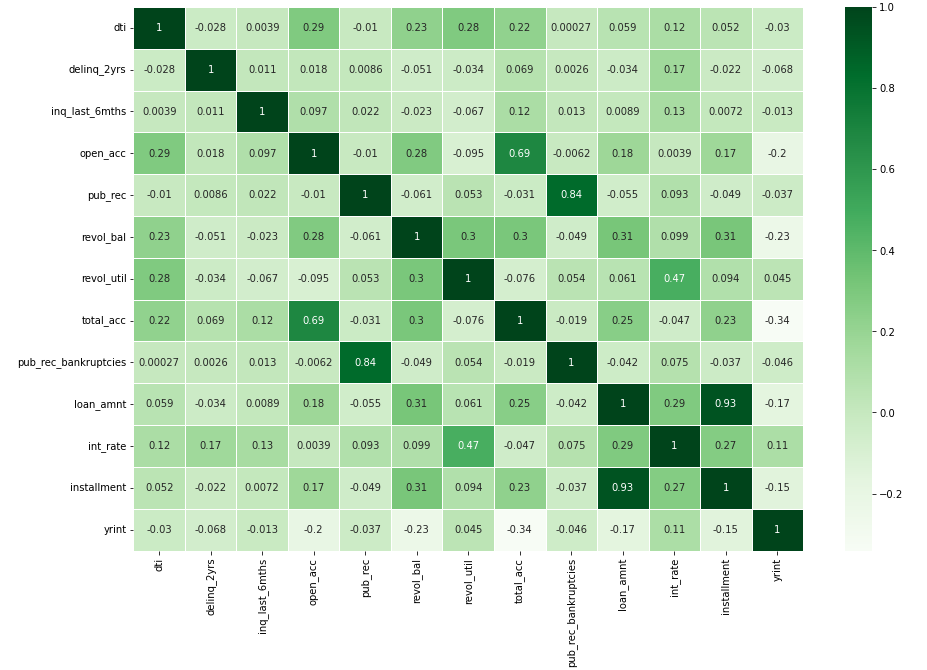 dti 1 -0.028 0.0039 0.29 -0.01 0.23 0.28 0.22 0.00027 0.059 0.12 0.052 -0.03
delinq_2yrs -0.028 1 0.011 0.018 0.0086 -0.051 -0.034 0.069 0.0026 -0.034 0.17 -0.022 -0.068
inq_last_6mths 0.0039 0.011 1 0.097 0.022 -0.023 -0.067 0.12 0.013 0.0089 0.13 0.0072 -0.013
open_acc 0.29 0.018 0.097 1 -0.01 0.28 -0.095 0.69 -0.0062 0.18 0.0039 0.17 -0.2
pub_rec -0.01 0.0086 0.022 -0.01 1 -0.061 0.053 -0.031 0.84 -0.055 0.093 -0.049 -0.037
revol_bal 0.23 -0.051 -0.023 0.28 -0.061 1 0.3 0.3 -0.049 0.31 0.099 0.31 -0.23
revol_util 0.28 -0.034 -0.067 -0.095 0.053 0.3 1 -0.076 0.054 0.061 0.47 0.094 0.045
total_acc 0.22 0.069 0.12 0.69 -0.031 0.3 -0.076 1 -0.019 0.25 -0.047 0.23 -0.34
pub_rec_bankruptcies 0.00027 0.0026 0.013 -0.0062 0.84 -0.049 0.054 -0.019 1 -0.042 0.075 -0.037 -0.046
loan_amnt 0.059 -0.034 0.0089 0.18 -0.055 0.31 0.061 0.25 -0.042 1 0.29 0.93 -0.17
int_rate 0.12 0.17 0.13 0.0039 0.093 0.099 0.47 -0.047 0.075 0.29 1 0.27 0.11
installment 0.052 -0.022 0.0072 0.17 -0.049 0.31 0.094 0.23 -0.037 0.93 0.27 1 -0.15
yrint -0.03 -0.068 -0.013 -0.2 -0.037 -0.23 0.045 -0.34 -0.046 -0.17 0.11 -0.15 1
dti delinq_2yrs inq_last_6mths open_acc pub_rec revol_bal revol_util total_acc pub_rec_bankruptcies loan_amnt int_rate installment yrint
1.0
0.8
0.6
0.4
0.2
0.0
-0.2